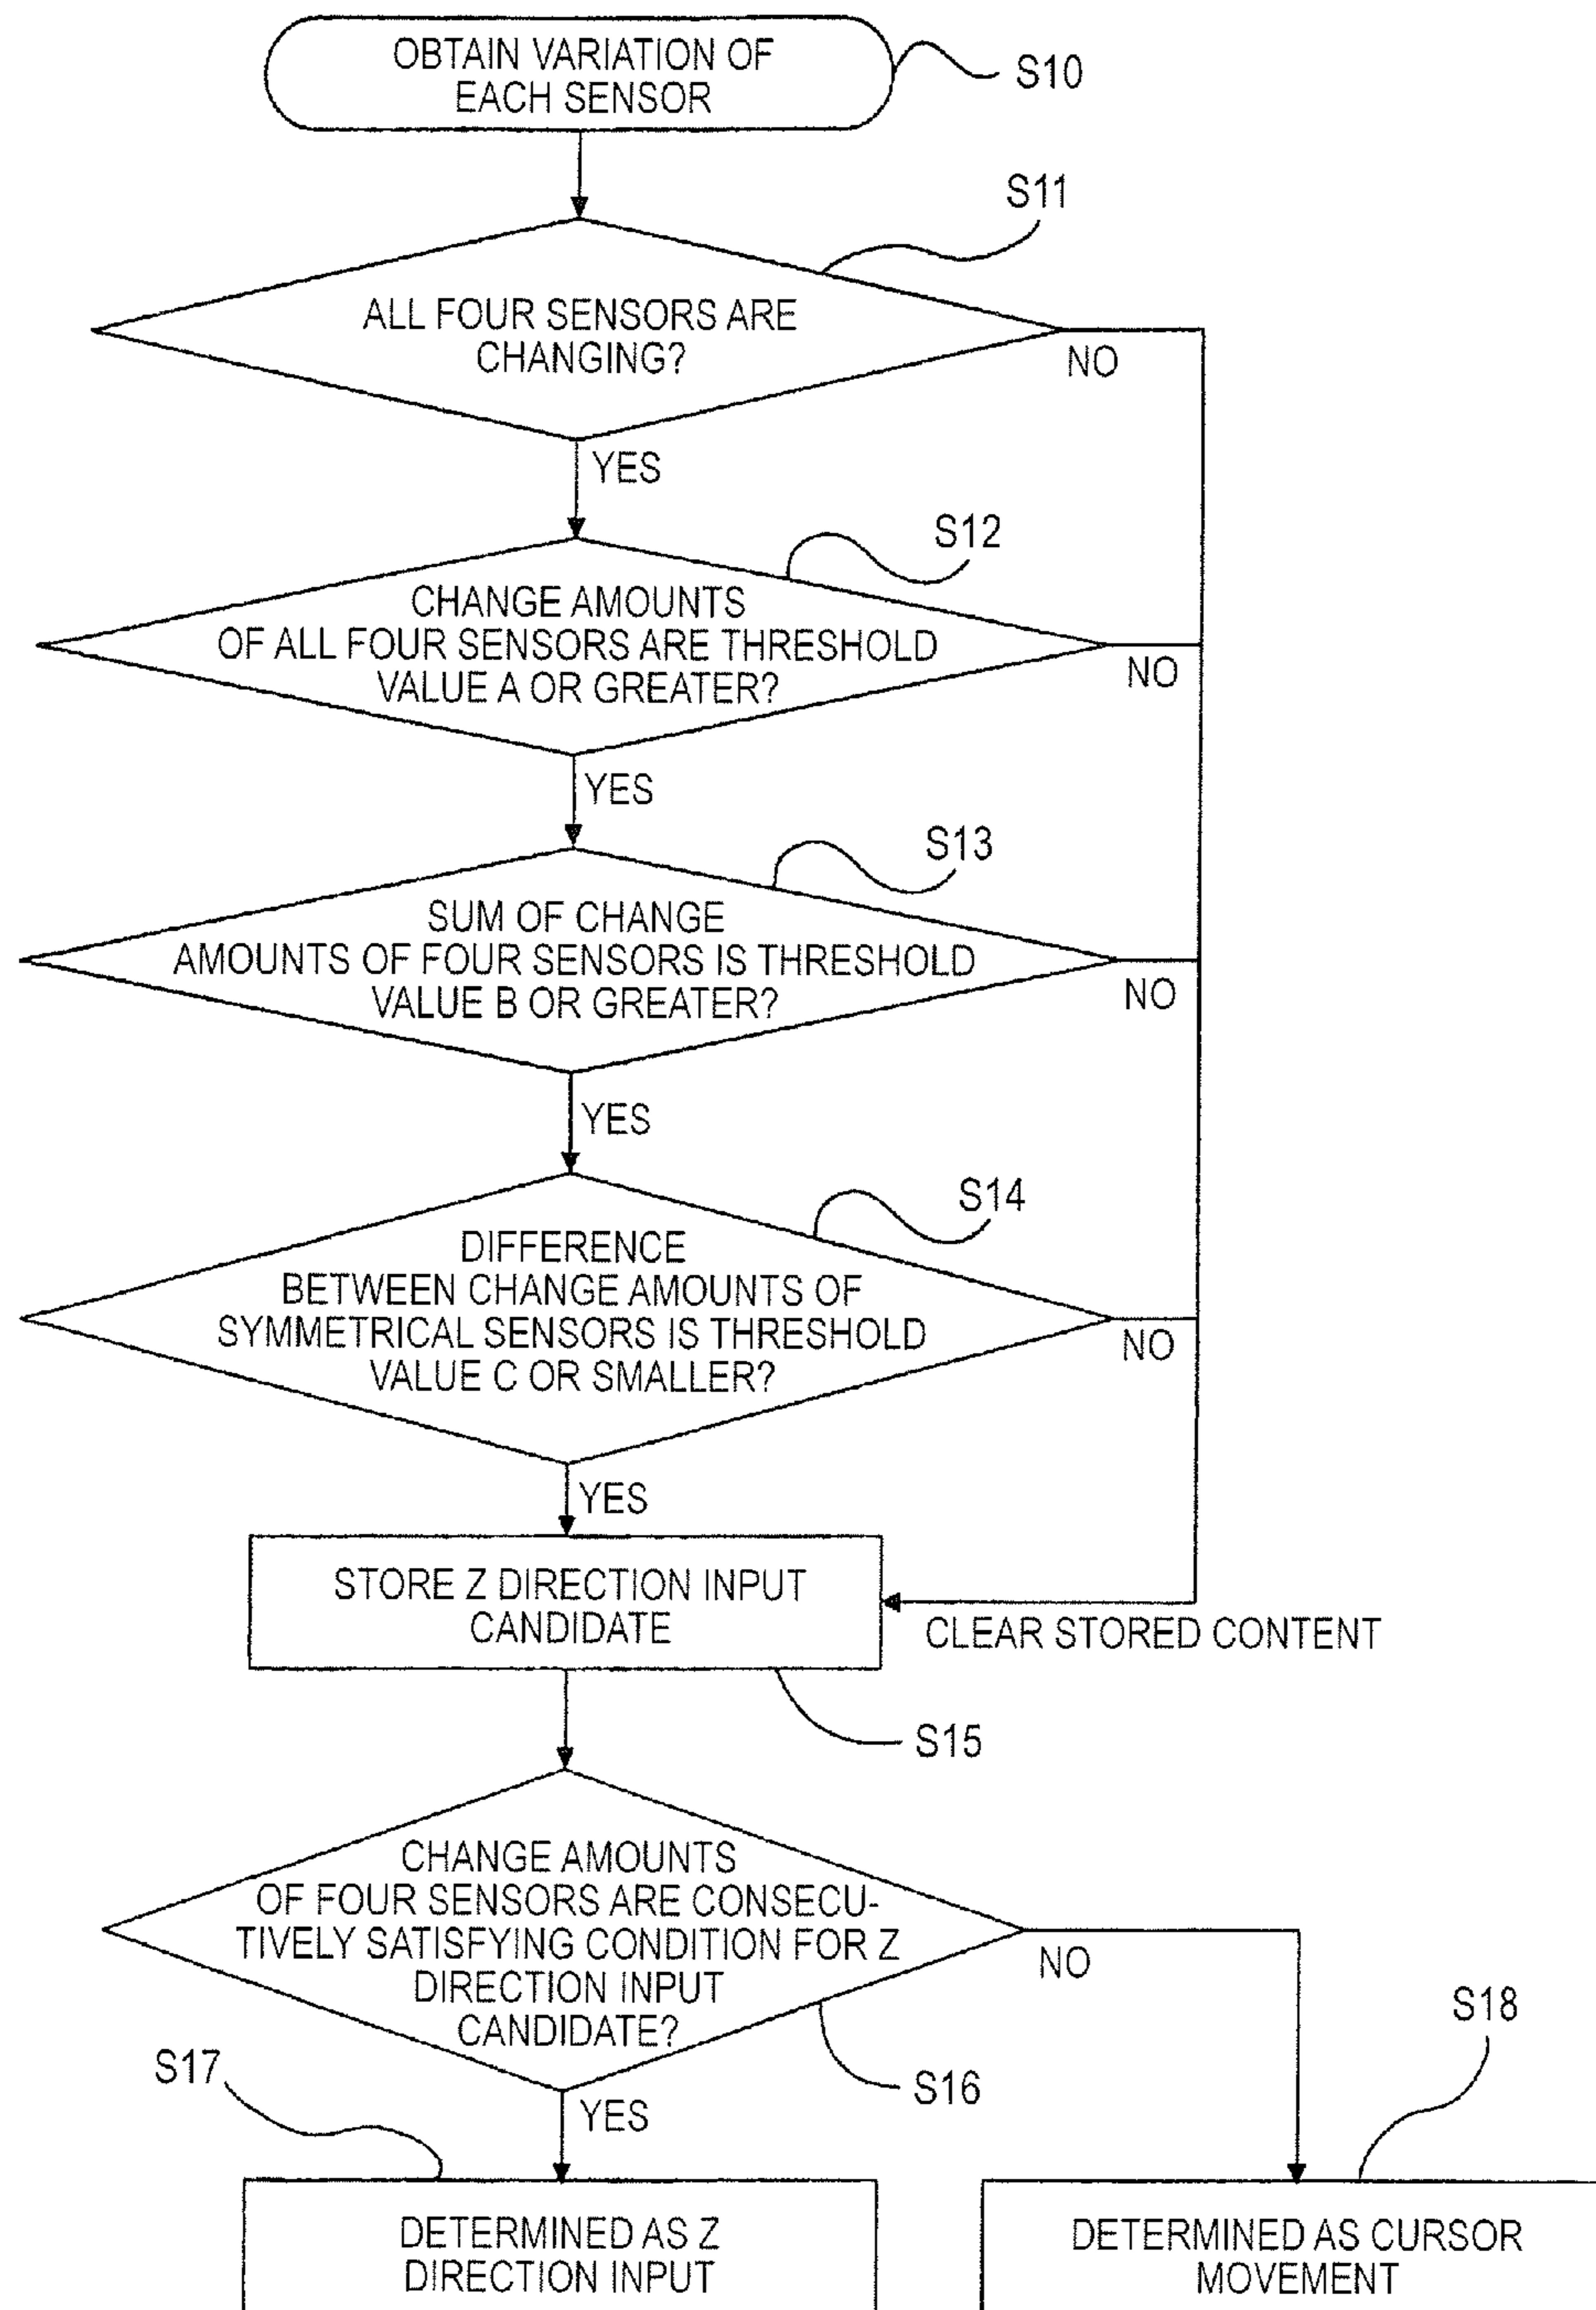 OBTAIN VARIATION OF
EACH SENSOR
S10
S11
ALL FOUR SENSORS ARE
CHANGING?
NO
YES
S12
CHANGE AMOUNTS
OF ALL FOUR SENSORS ARE THRESHOLD
VALUE A OR GREATER?
NO
YES
S13
SUM OF CHANGE
AMOUNTS OF FOUR SENSORS IS THRESHOLD
VALUE B OR GREATER?
NO
YES
S14
DIFFERENCE
BETWEEN CHANGE AMOUNTS OF
SYMMETRICAL SENSORS IS THRESHOLD
VALUE C OR SMALLER?
NO
YES
STORE Z DIRECTION INPUT
CANDIDATE
CLEAR STORED CONTENT
S15
CHANGE AMOUNTS
OF FOUR SENSORS ARE CONSECU-
TIVELY SATISFYING CONDITION FOR Z
DIRECTION INPUT
CANDIDATE?
NO
S16
YES
S17
S18
DETERMINED AS Z
DIRECTION INPUT
DETERMINED AS CURSOR
MOVEMENT